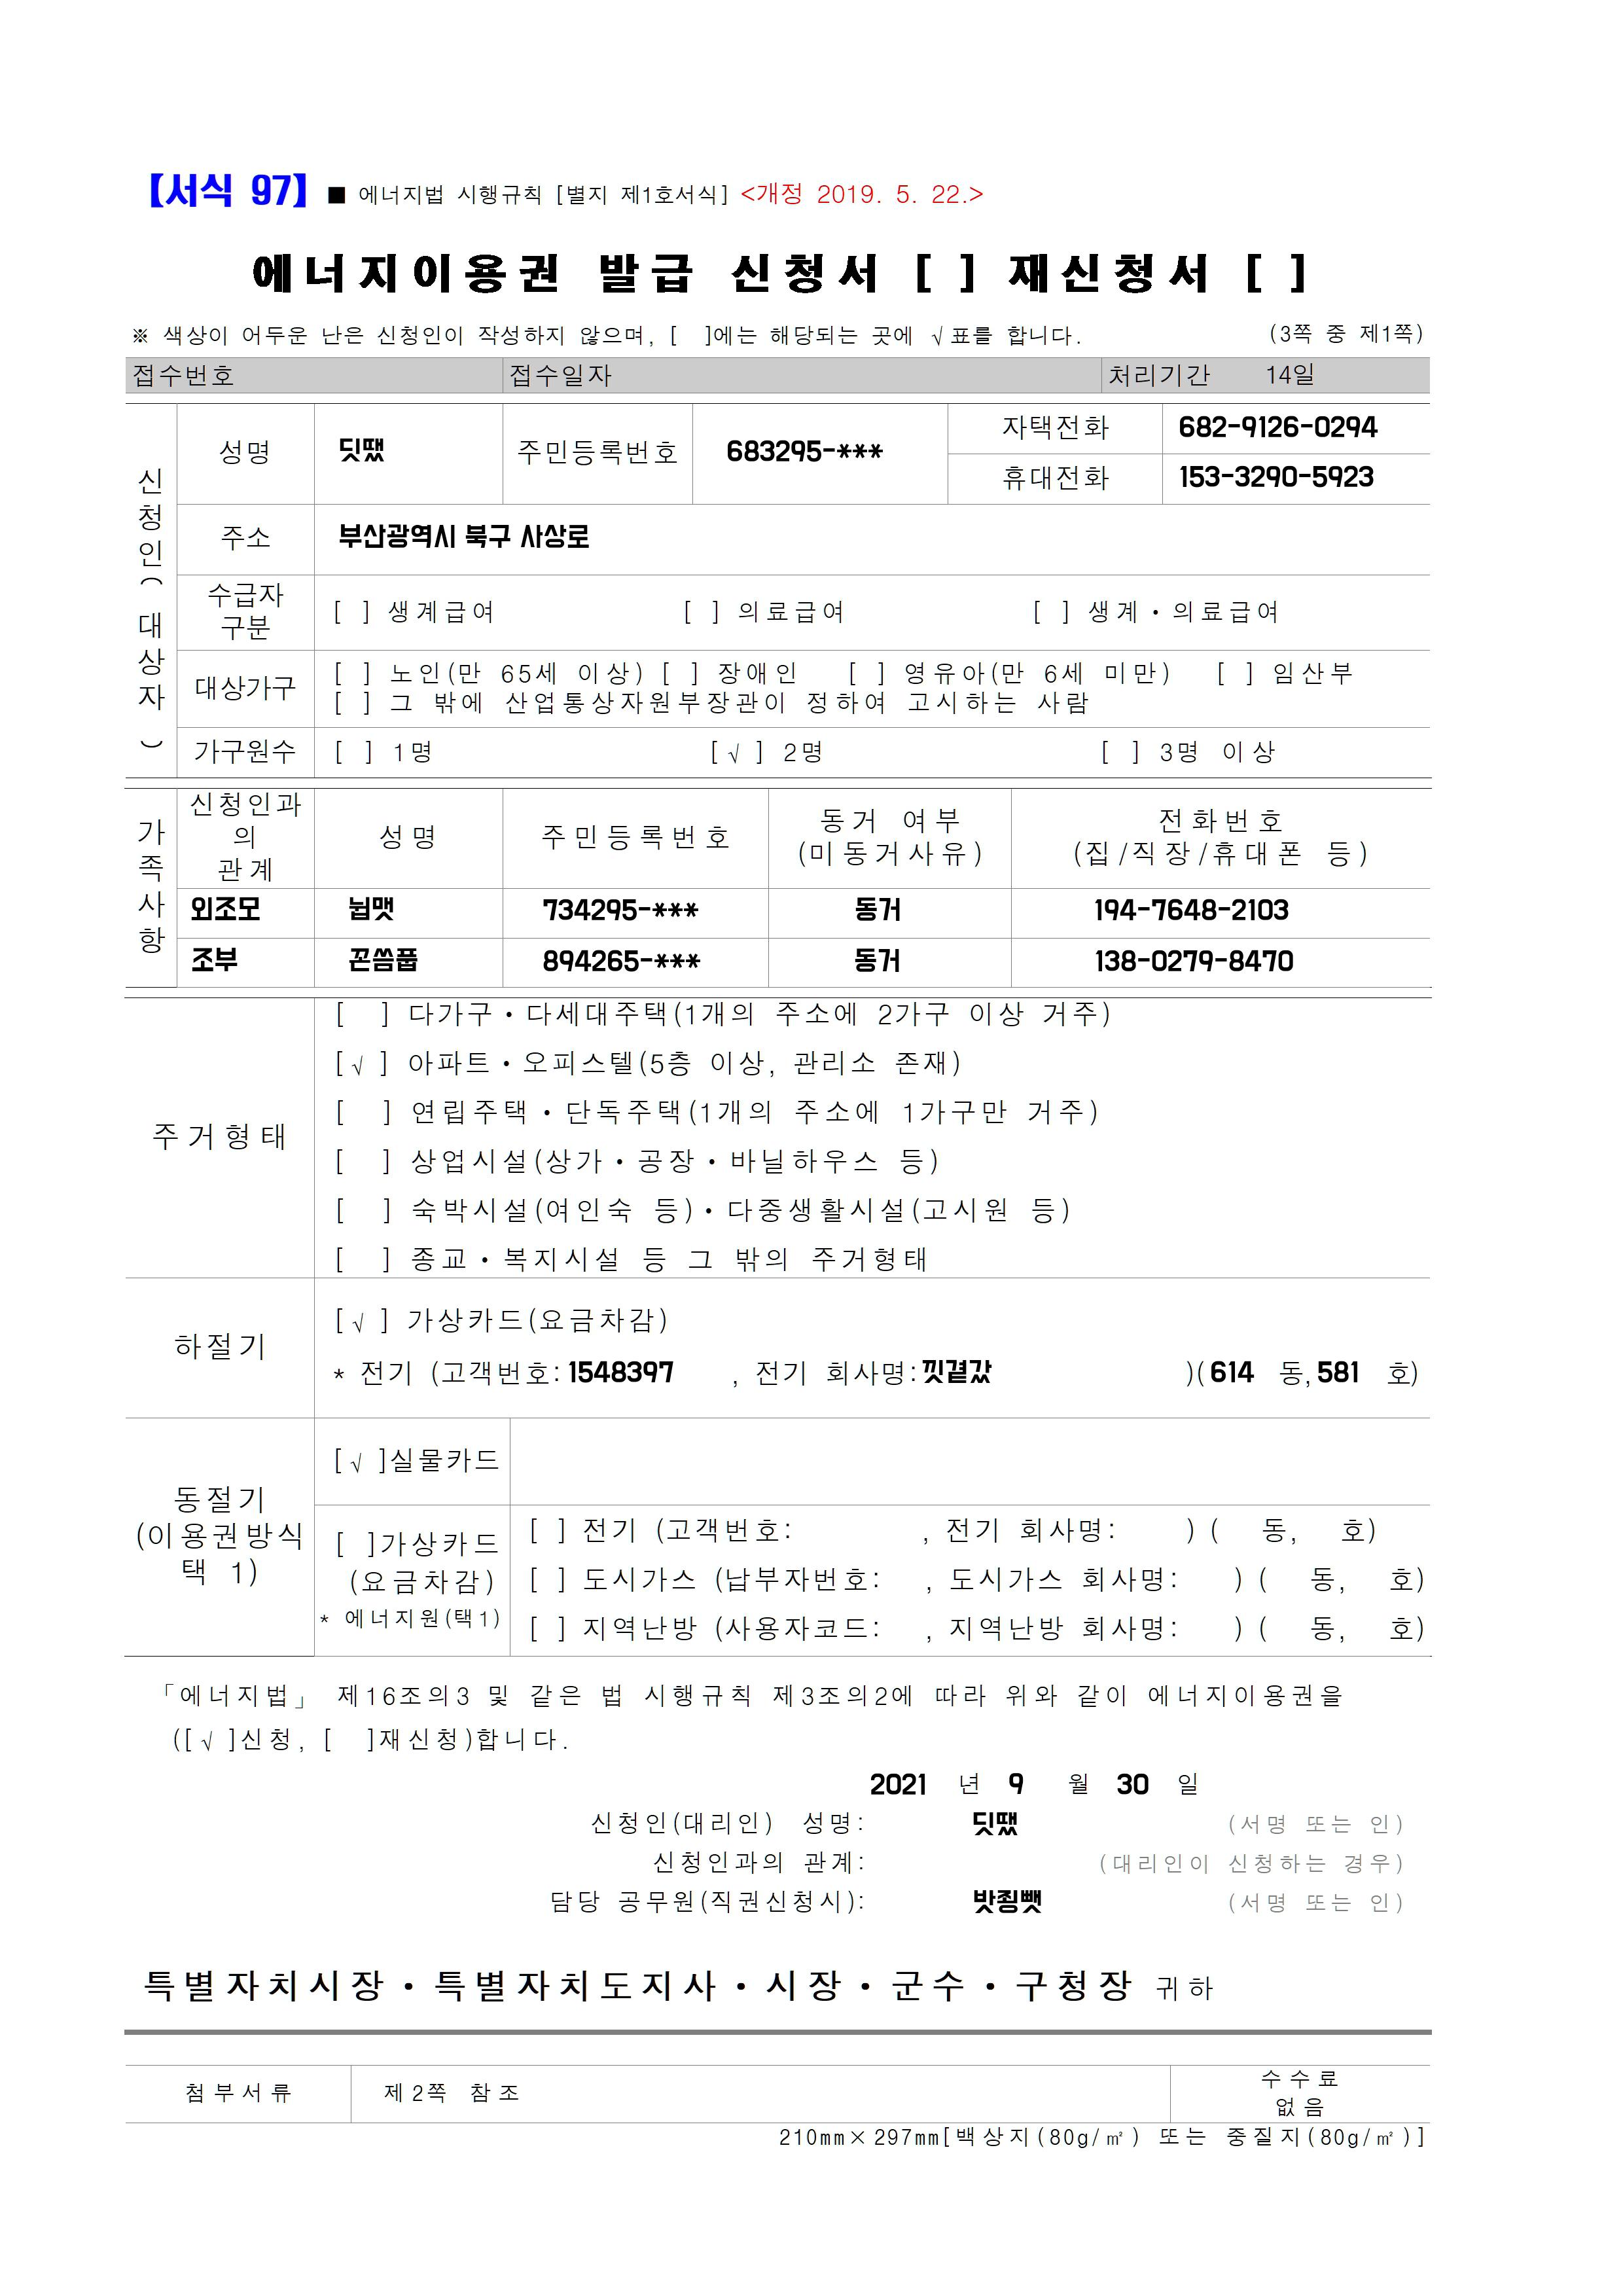 【서식 97】 ■ 에너지법 시행규칙 [별지 제1호서식] <개정 2019. 5. 22.>
에너지이용권 발급 신청서 [ ] 재신청서 [ ]
※ 색상이 어두운 난은 신청인이 작성하지 않으며, [ ]에는 해당되는 곳에 √표를 합니다. (3쪽 중 제1쪽)
접수번호 접수일자 처리기간 14일
신청인(대상자)
성명 딧땠 주민등록번호 683295-***
자택전화 682-9126-0294
휴대전화 153-3290-5923
주소 부산광역시 북구 사상로
수급자
구분
[ ] 생계급여 [ ] 의료급여 [ ] 생계·의료급여
대상가구
[ ] 노인(만 65세 이상) [ ] 장애인 [ ] 영유아(만 6세 미만) [ ] 임산부
[ ] 그 밖에 산업통상자원부장관이 정하여 고시하는 사람
가구원수 [ ] 1명 [√] 2명 [ ] 3명 이상
가족사항
신청인과
의
관계
성명 주민등록번호
동거 여부
(미동거사유)
전화번호
(집/직장/휴대폰 등)
외조모 뉩맷 734295-*** 동거 194-7648-2103
조부 꼰씀풉 894265-*** 동거 138-0279-8470
주거형태
[ ] 다가구·다세대주택(1개의 주소에 2가구 이상 거주)
[√] 아파트·오피스텔(5층 이상, 관리소 존재)
[ ] 연립주택·단독주택(1개의 주소에 1가구만 거주)
[ ] 상업시설(상가·공장·바닐하우스 등)
[ ] 숙박시설(여인숙 등)·다중생활시설(고시원 등)
[ ] 종교·복지시설 등 그 밖의 주거형태
하절기
[√] 가상카드(요금차감)
* 전기 (고객번호: 1548397 , 전기 회사명: 낏곁갔 )( 614 동, 581 호)
동절기
(이용권방식
택 1)
[√]실물카드
[ ]가상카드
(요금차감)
* 에너지원(택1)
[ ] 전기 (고객번호: , 전기 회사명: ) ( 동, 호)
[ ] 도시가스 (납부자번호: , 도시가스 회사명: ) ( 동, 호)
[ ] 지역난방 (사용자코드: , 지역난방 회사명: ) ( 동, 호)
「에너지법」 제16조의3 및 같은 법 시행규칙 제3조의2에 따라 위와 같이 에너지이용권을
([√]신청, [ ]재신청)합니다.
2021 년 9 월 30 일
신청인(대리인) 성명: 딧땠 (서명 또는 인)
신청인과의 관계: (대리인이 신청하는 경우)
담당 공무원(직권신청시): (서명 또는 인)
특별자치시장·특별자치도지사·시장·군수·구청장 귀하
첨부서류 제2쪽 참조
수수료
없음
210mm×297mm[백상지(80g/㎡) 또는 중질지(80g/㎡)]